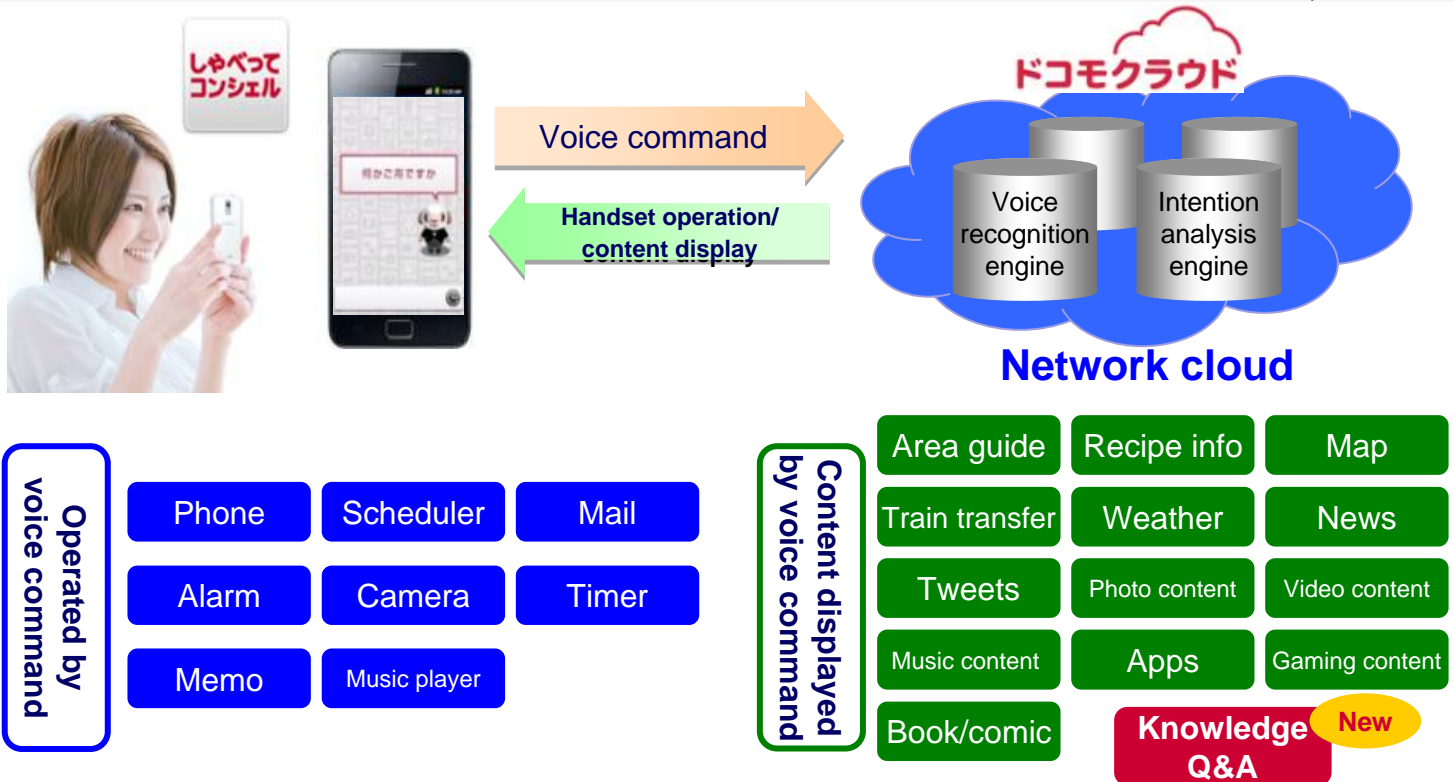 しゃべって
コンシェル
何かご用ですか
ドコモクラウド
Voice command
Handset operation/
content display
Voice
recognition
engine
Intention
analysis
engine
Network cloud
Operated by
voice command
Phone
Scheduler
Mail
Alarm
Camera
Timer
Memo
Music player
Content displayed
by voice command
Area guide
Recipe info
Map
Train transfer
Weather
News
Tweets
Photo content
Video content
Music content
Apps
Gaming content
Book/comic
Knowledge
Q&A
New